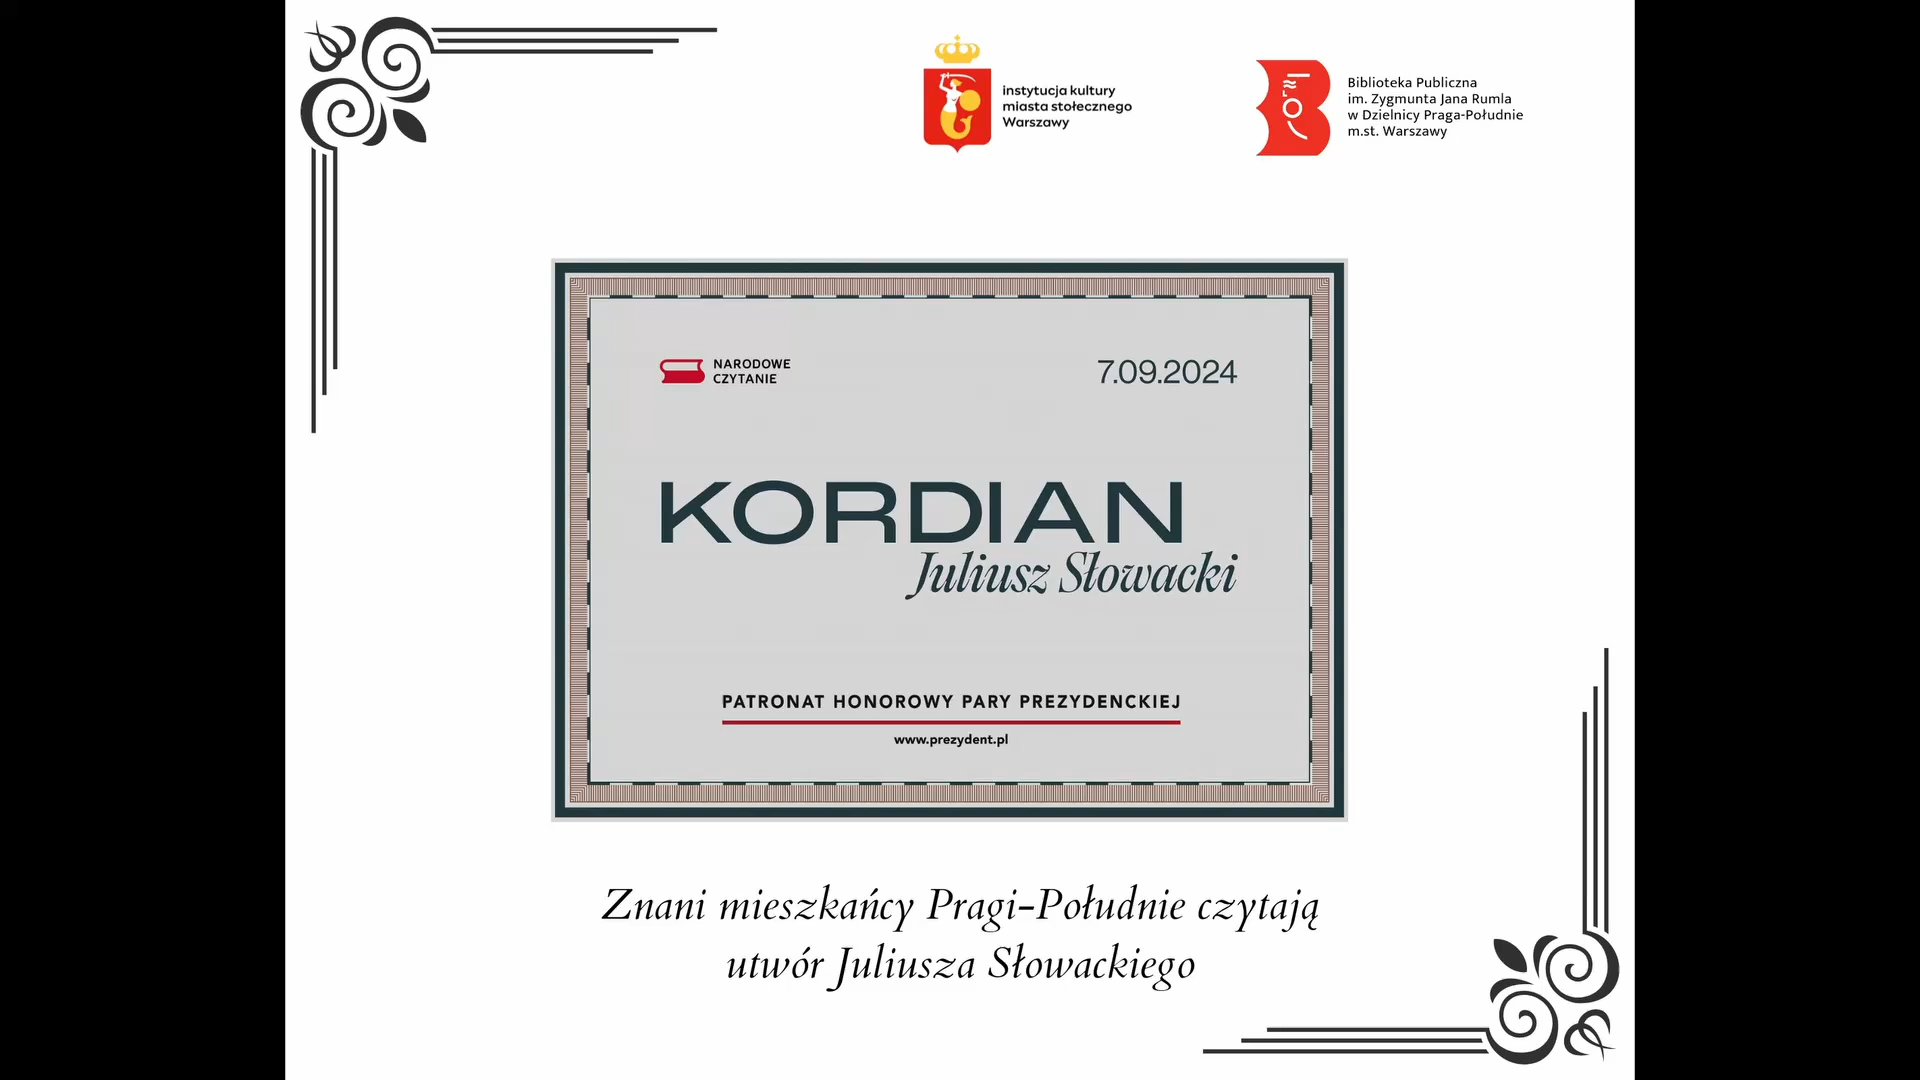 instytucja kultury
miasta stołecznego
Warszawy
Biblioteka Publiczna
im. Zygmunta Jana Rumla
w Dzielnicy Praga-Południe
m.st. Warszawy
NARODOWE
CZYTANIE
7.09.2024
KORDIAN
Juliusz Słowacki
PATRONAT HONOROWY PARY PREZYDENCKIEJ
www.prezydent.pl
Znani mieszkańcy Pragi-Południe czytają
utwór Juliusza Słowackiego